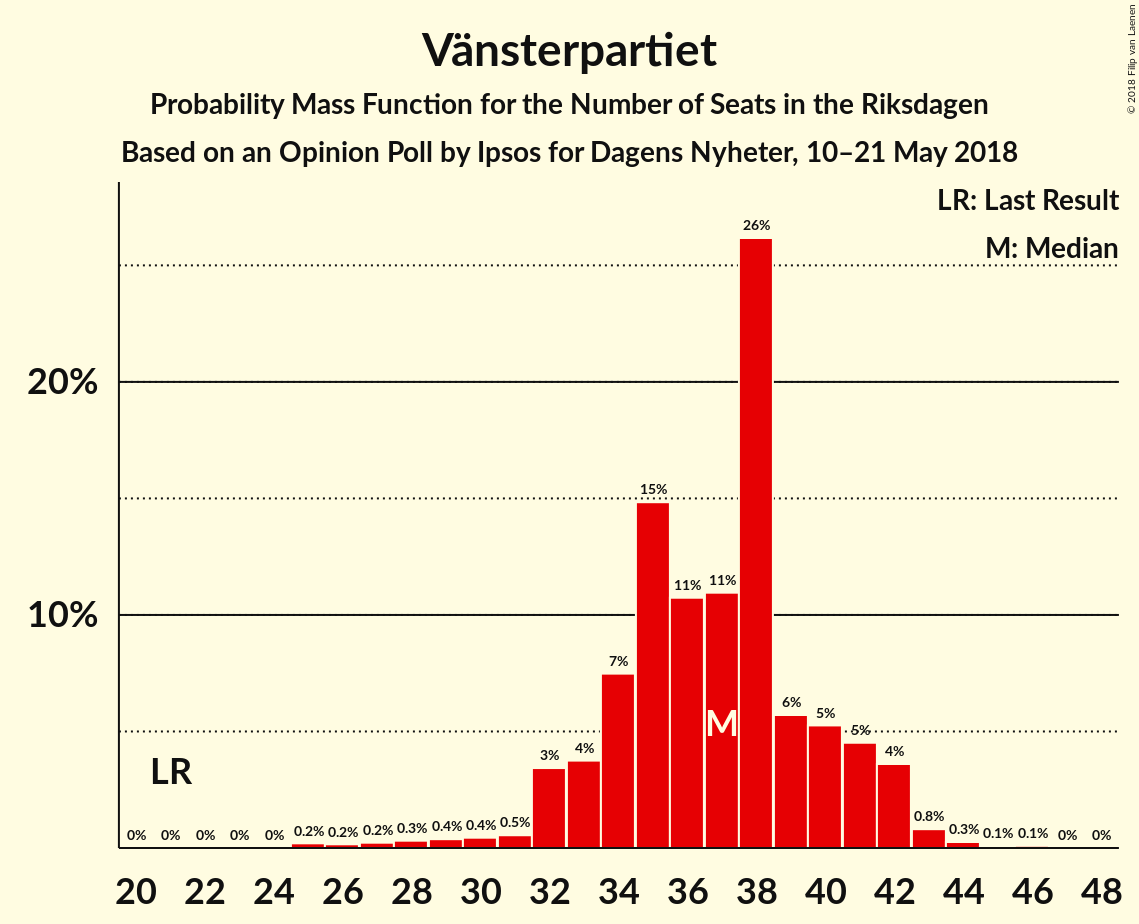 Vänsterpartiet
Probability Mass Function for the Number of Seats in the Riksdagen
Based on an Opinion Poll by Ipsos for Dagens Nyheter, 10–21 May 2018
© 2018 Filip van Laenen
LR: Last Result
M: Median
26%
20%
15%
11% 11%
10%
7%
6%
5%
5%
4%
4%
3%
M
LR
0% 0% 0% 0% 0% 0.2% 0.2% 0.2% 0.3% 0.4% 0.4% 0.5%
0.8% 0.3% 0.1% 0.1% 0% 0%
20 22 24 26 28 30 32 34 36 38 40 42 44 46 48